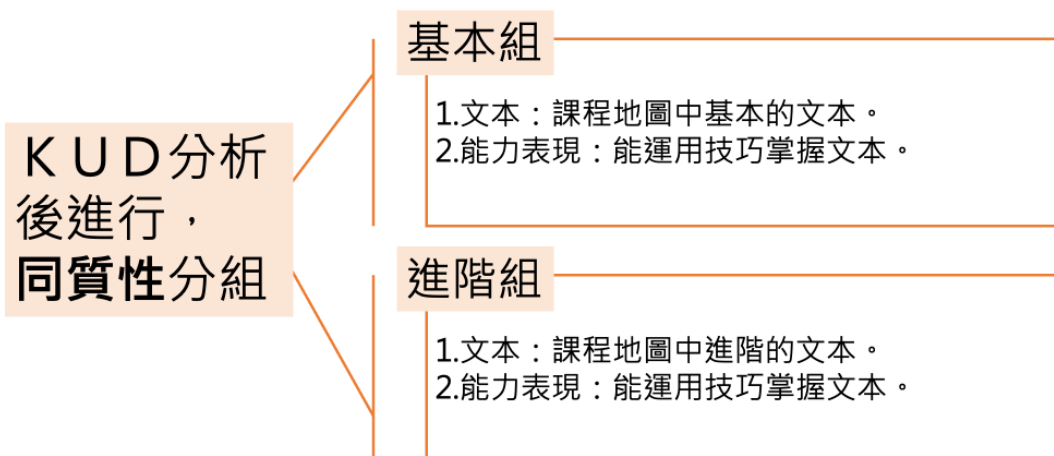 ＫＵＤ分析
後進行，
同質性分組
基本組
1.文本：課程地圖中基本的文本。
2.能力表現：能運用技巧掌握文本。
進階組
1.文本：課程地圖中進階的文本。
2.能力表現：能運用技巧掌握文本。